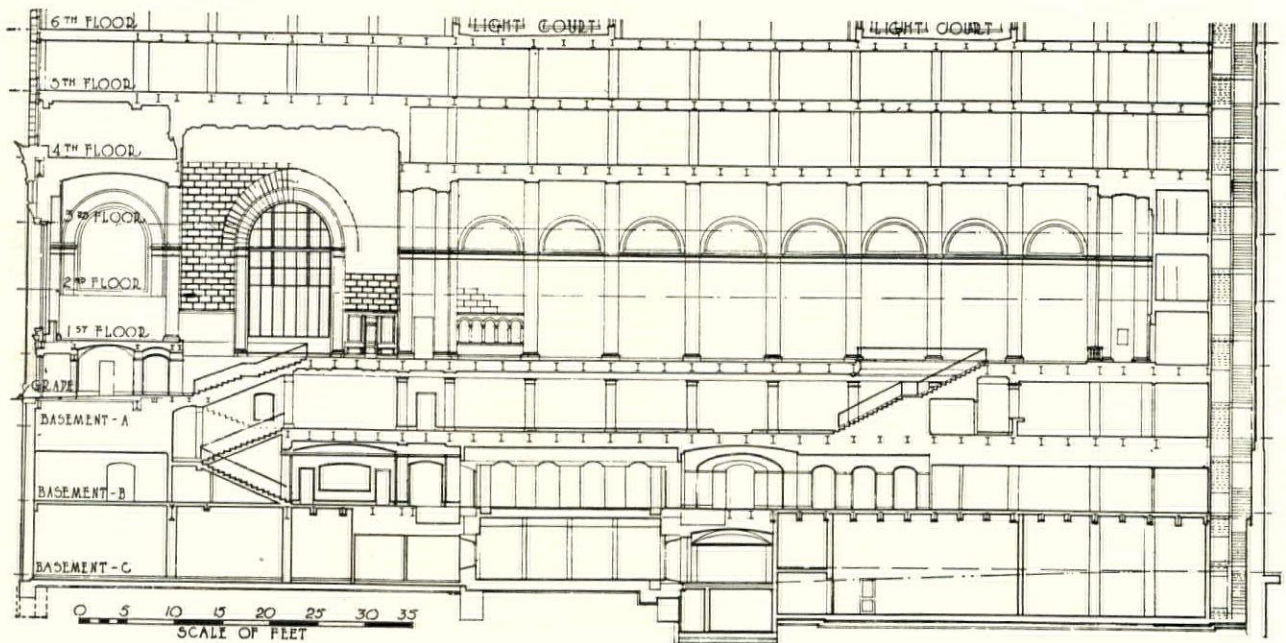 6TH FLOOR
LIGHT COURT
LIGHT COURT
5TH FLOOR
4TH FLOOR
3RD FLOOR
2ND FLOOR
1ST FLOOR
GRADE
BASEMENT-A
BASEMENT-B
BASEMENT-C
0 5 10 15 20 25 30 35
SCALE OF FEET